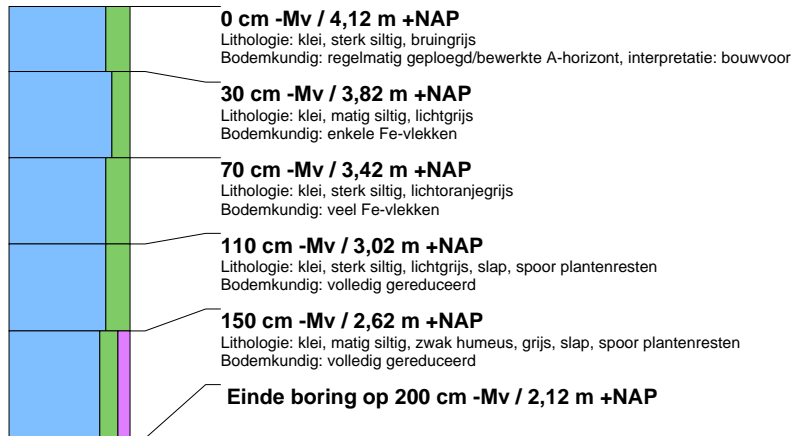 0 cm -Mv / 4,12 m +NAP
Lithologie: klei, sterk siltig, bruingrijs
Bodemkundig: regelmatig geploegd/bewerkte A-horizont, interpretatie: bouwvoor
30 cm -Mv / 3,82 m +NAP
Lithologie: klei, matig siltig, lichtgrijs
Bodemkundig: enkele Fe-vlekken
70 cm -Mv / 3,42 m +NAP
Lithologie: klei, sterk siltig, lichtoranjegrijs
Bodemkundig: veel Fe-vlekken
110 cm -Mv / 3,02 m +NAP
Lithologie: klei, sterk siltig, lichtgrijs, slap, spoor plantenresten
Bodemkundig: volledig gereduceerd
150 cm -Mv / 2,62 m +NAP
Lithologie: klei, matig siltig, zwak humeus, grijs, slap, spoor plantenresten
Bodemkundig: volledig gereduceerd
Einde boring op 200 cm -Mv / 2,12 m +NAP